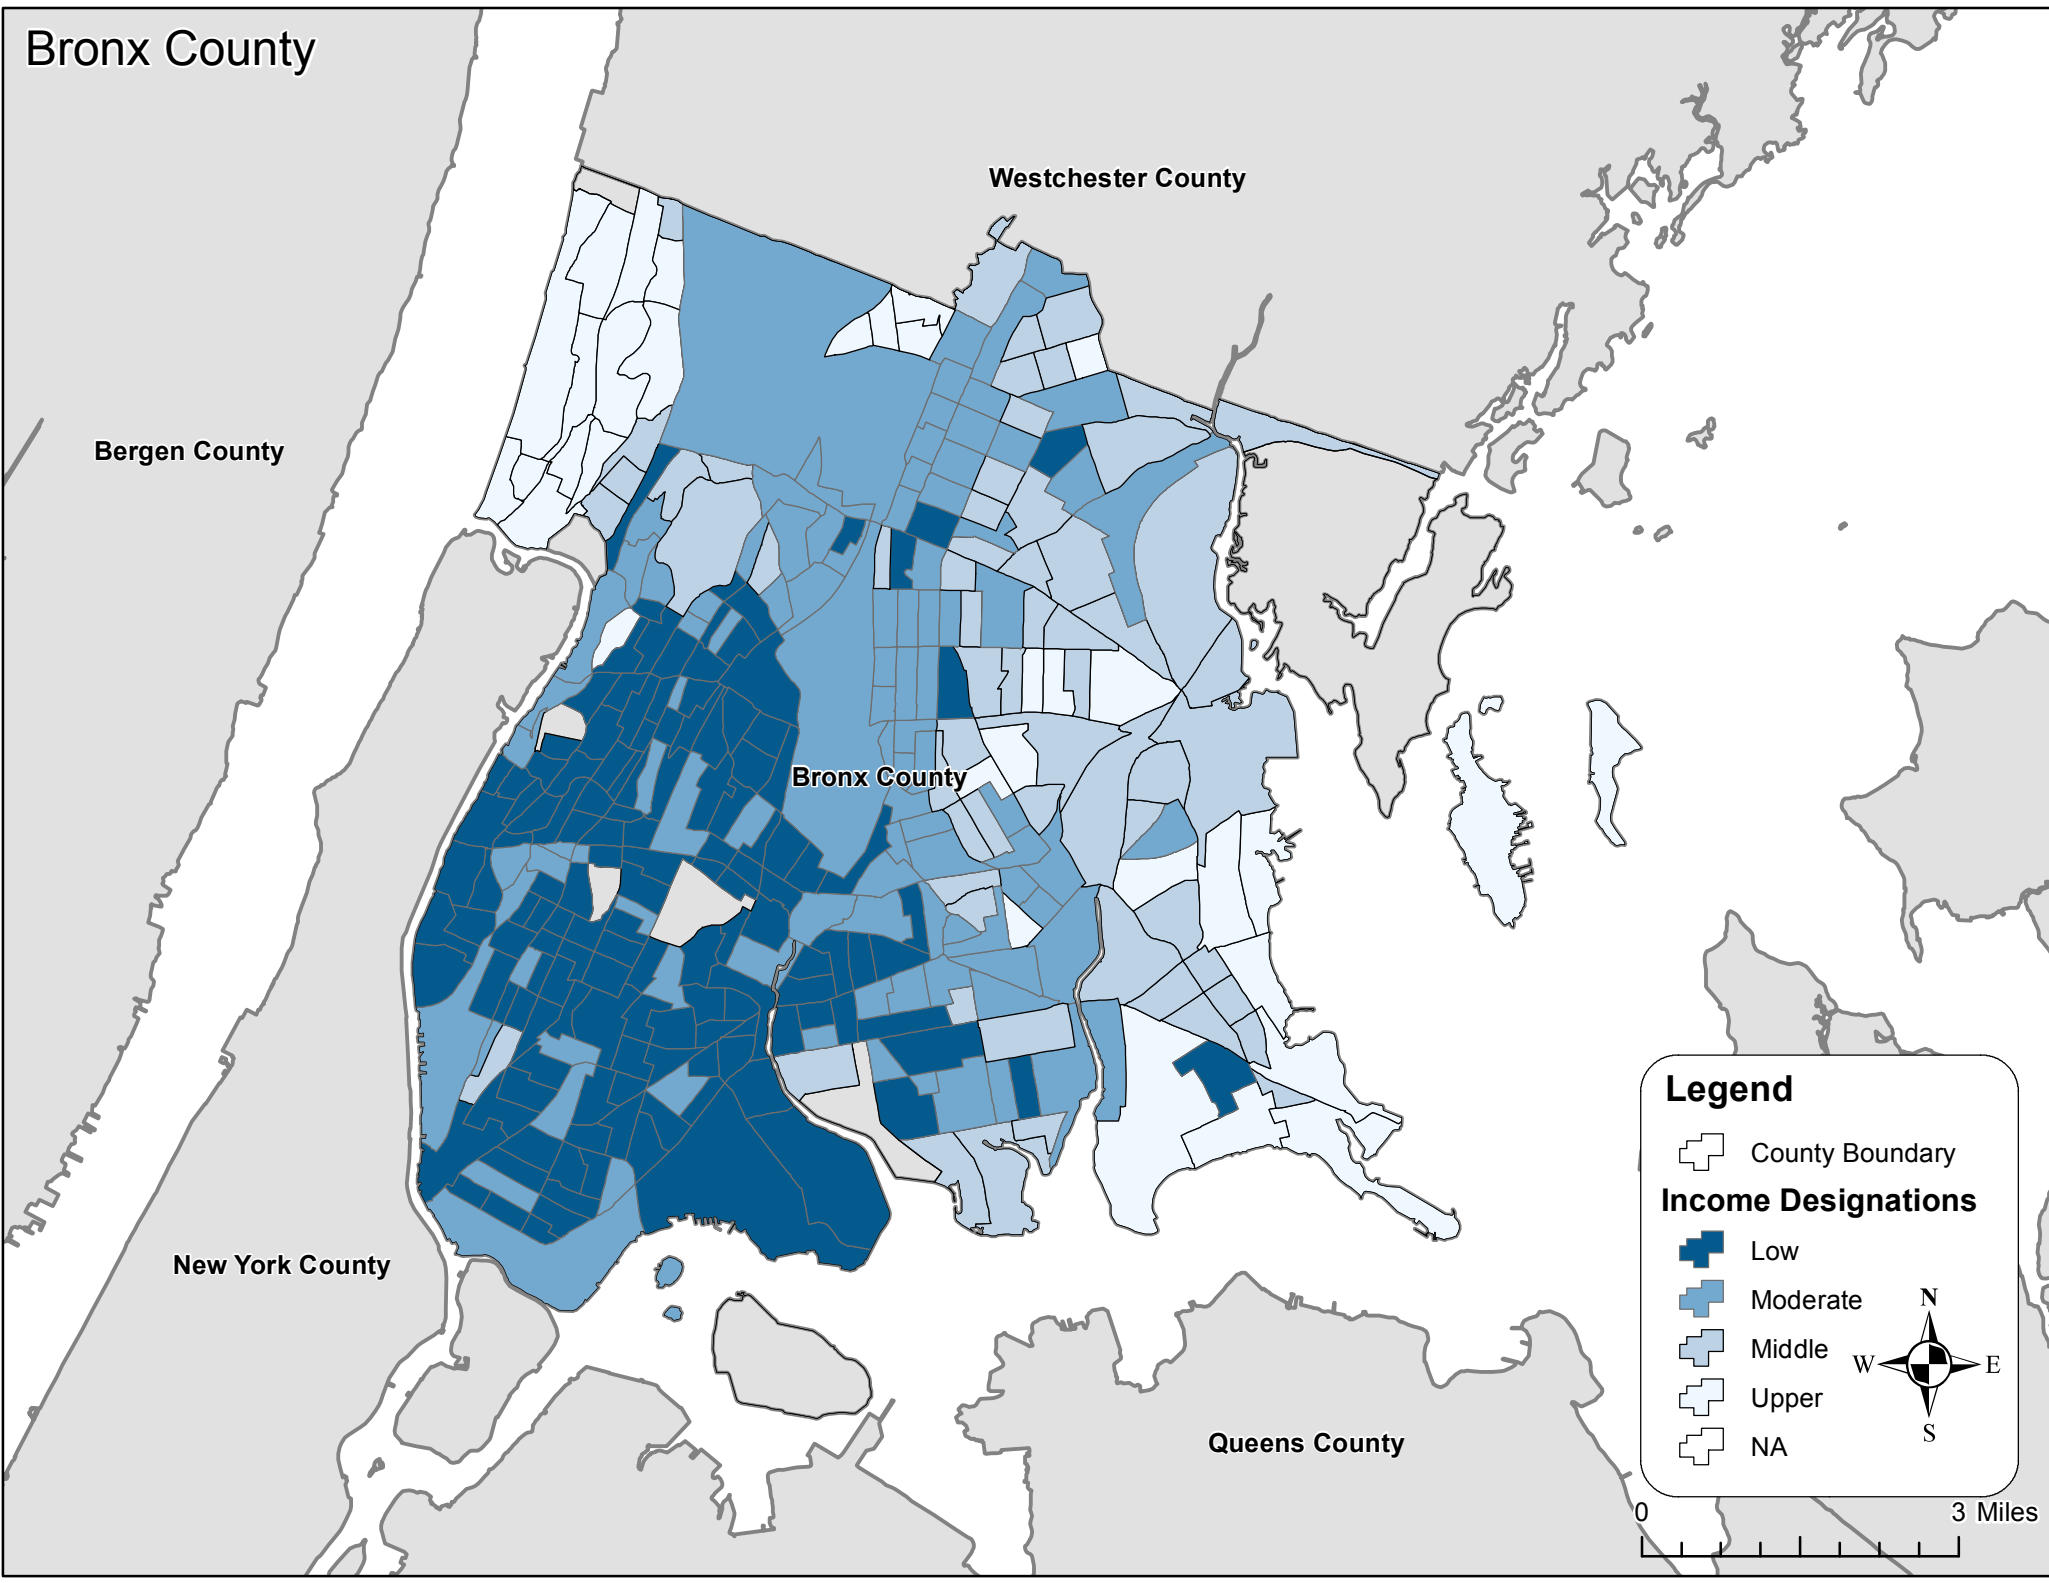 Bronx County
Westchester County
Bergen County
Bronx County
New York County
Queens County
Legend
County Boundary
Income Designations
Low
Moderate
Middle
Upper
NA
N
W
E
S
0
3 Miles